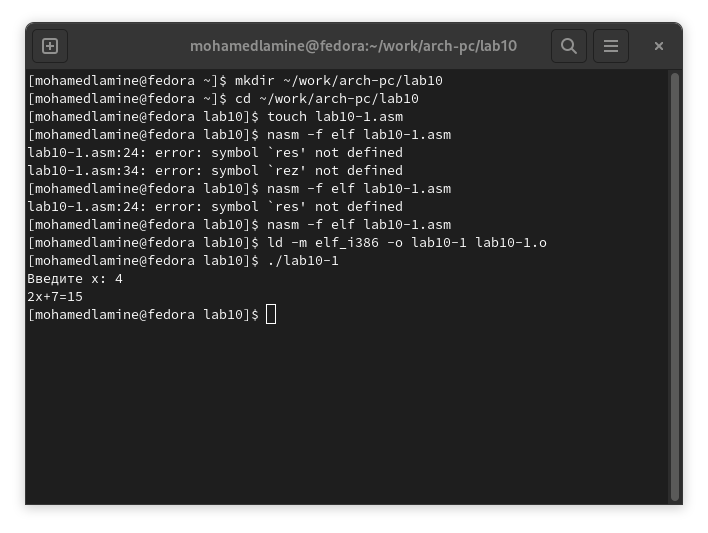 mohamedlamine@fedora:~/work/arch-pc/lab10
[mohamedlamine@fedora ~]$ mkdir ~/work/arch-pc/lab10
[mohamedlamine@fedora ~]$ cd ~/work/arch-pc/lab10
[mohamedlamine@fedora lab10]$ touch lab10-1.asm
[mohamedlamine@fedora lab10]$ nasm -f elf lab10-1.asm
lab10-1.asm:24: error: symbol `res' not defined
lab10-1.asm:34: error: symbol `rez' not defined
[mohamedlamine@fedora lab10]$ nasm -f elf lab10-1.asm
lab10-1.asm:24: error: symbol `res' not defined
[mohamedlamine@fedora lab10]$ nasm -f elf lab10-1.asm
[mohamedlamine@fedora lab10]$ ld -m elf_i386 -o lab10-1 lab10-1.o
[mohamedlamine@fedora lab10]$ ./lab10-1
Введите x: 4
2x+7=15
[mohamedlamine@fedora lab10]$